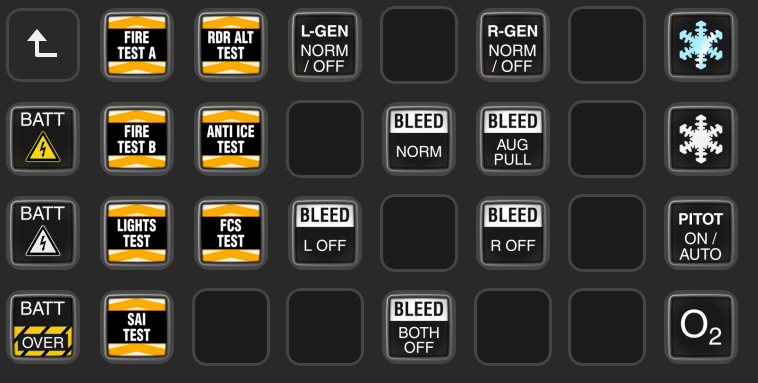 FIRE
TEST A
RDR ALT
TEST
L-GEN
NORM
/ OFF
R-GEN
NORM
/ OFF
BATT
FIRE
TEST B
ANTI ICE
TEST
BLEED
NORM
BLEED
AUG
PULL
BATT
LIGHTS
TEST
FCS
TEST
BLEED
L OFF
BLEED
R OFF
PITOT
ON /
AUTO
BATT
OVER
SAI
TEST
BLEED
BOTH
OFF
O2